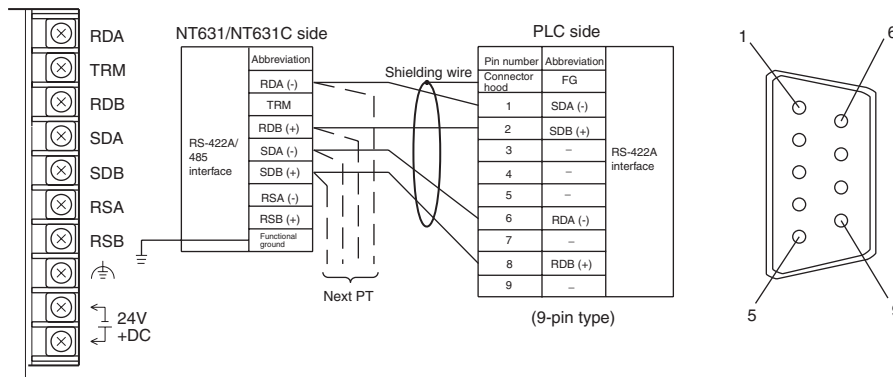 RDA
TRM
RDB
SDA
SDB
RSA
RSB
24V
+DC
NT631/NT631C side
Abbreviation
RS-422A/
485
interface
RDA (-)
TRM
RDB (+)
SDA (-)
SDB (+)
RSA (-)
RSB (+)
Functional
ground
Next PT
Shielding wire
PLC side
Pin number Abbreviation
Connector
hood FG
1 SDA (-)
2 SDB (+)
3 –
4 –
5 –
6 RDA (-)
7 –
8 RDB (+)
9 –
RS-422A
interface
(9-pin type)
1
6
5